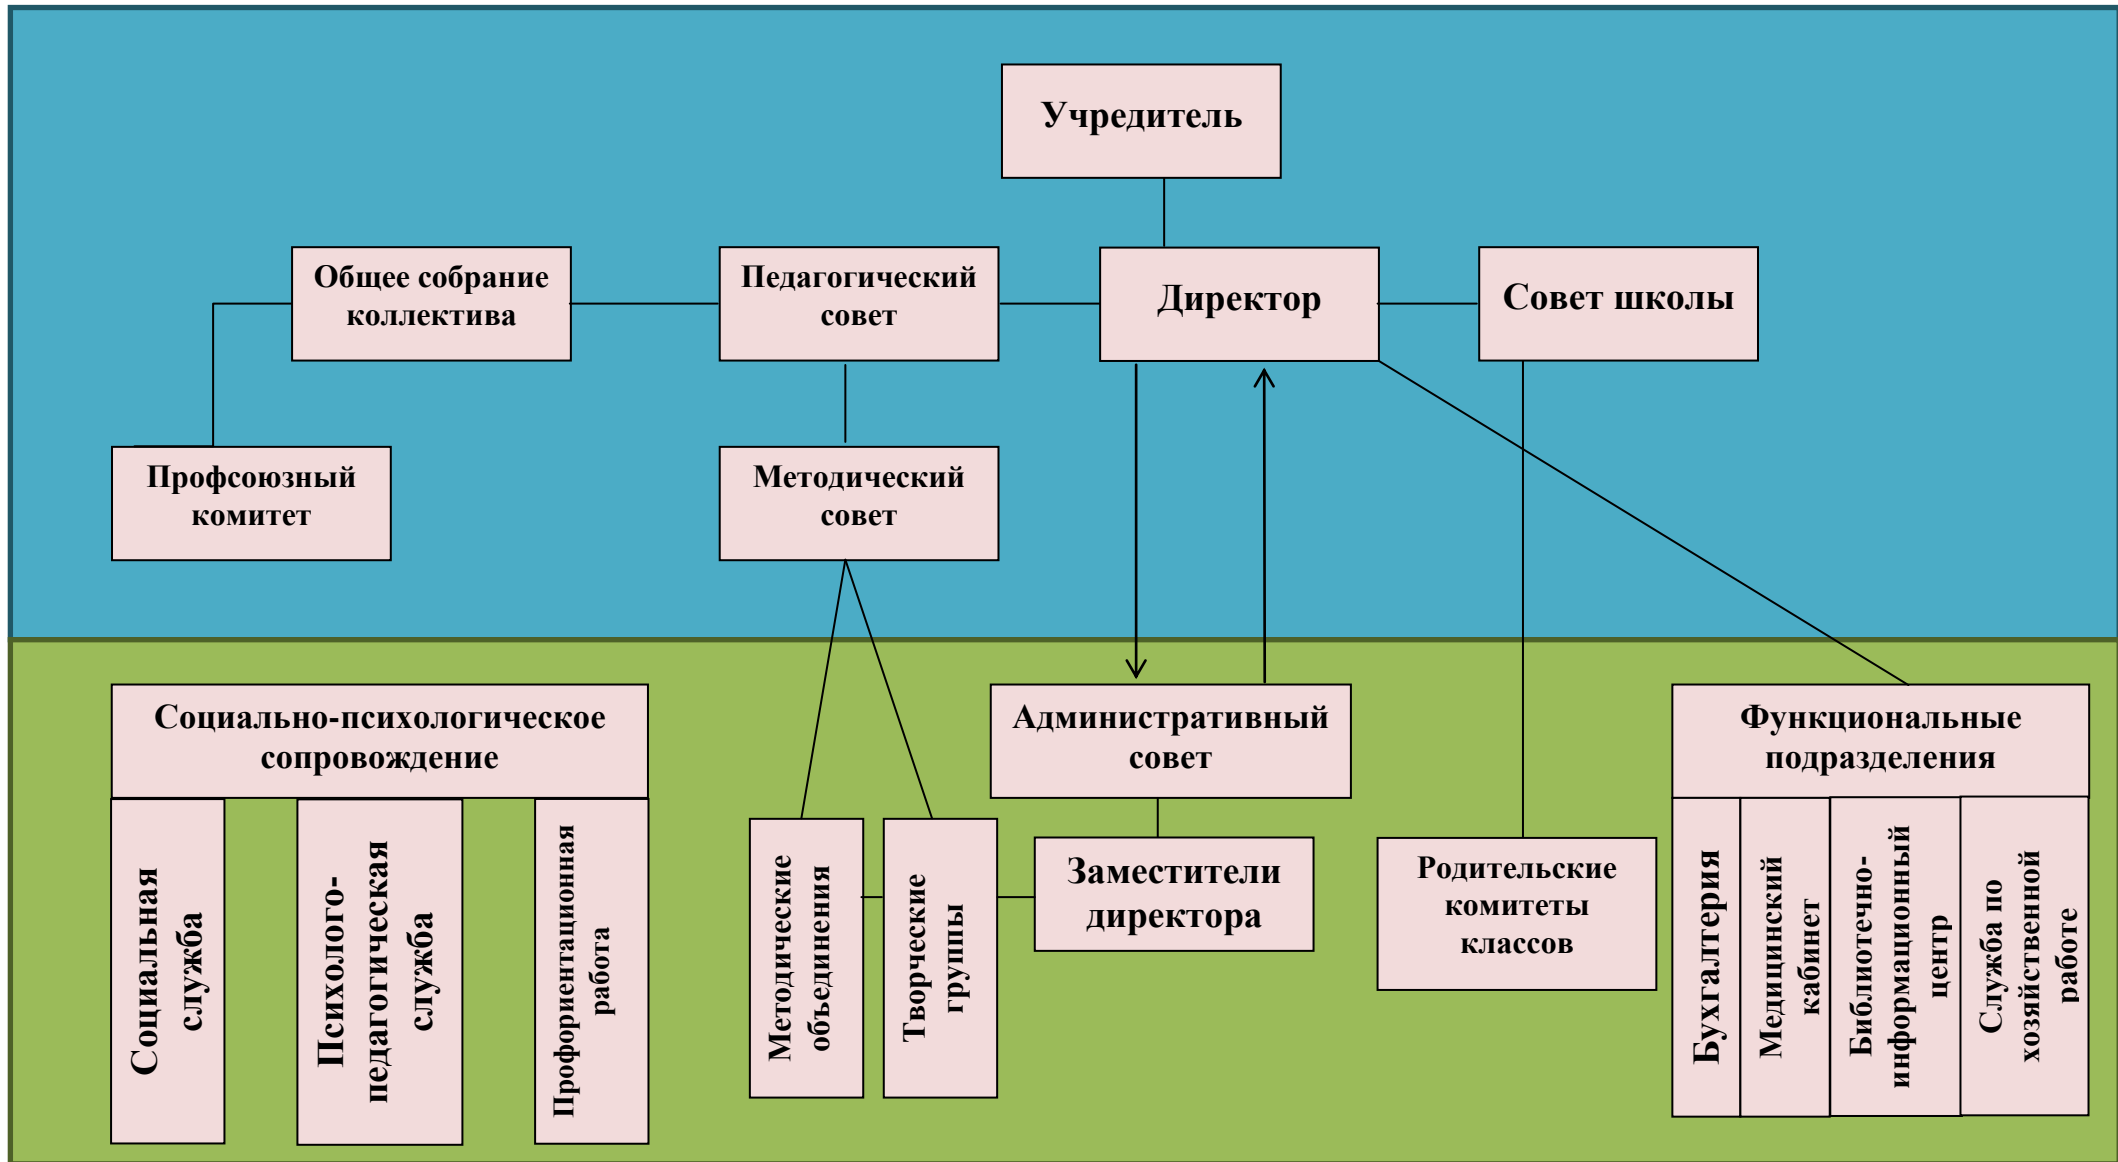 Учредитель
Общее собрание
коллектива
Педагогический
совет
Директор
Совет школы
Профсоюзный
комитет
Методический
совет
Социально-психологическое
сопровождение
Административный
совет
Функциональные
подразделения
Социальная
служба
Психолого-
педагогическая
служба
Профориентационная
работа
Методические
объединения
Творческие
группы
Заместители
директора
Родительские
комитеты
классов
Бухгалтерия
Медицинский
кабинет
Библиотечно-
информационный
центр
Служба по
хозяйственной
работе